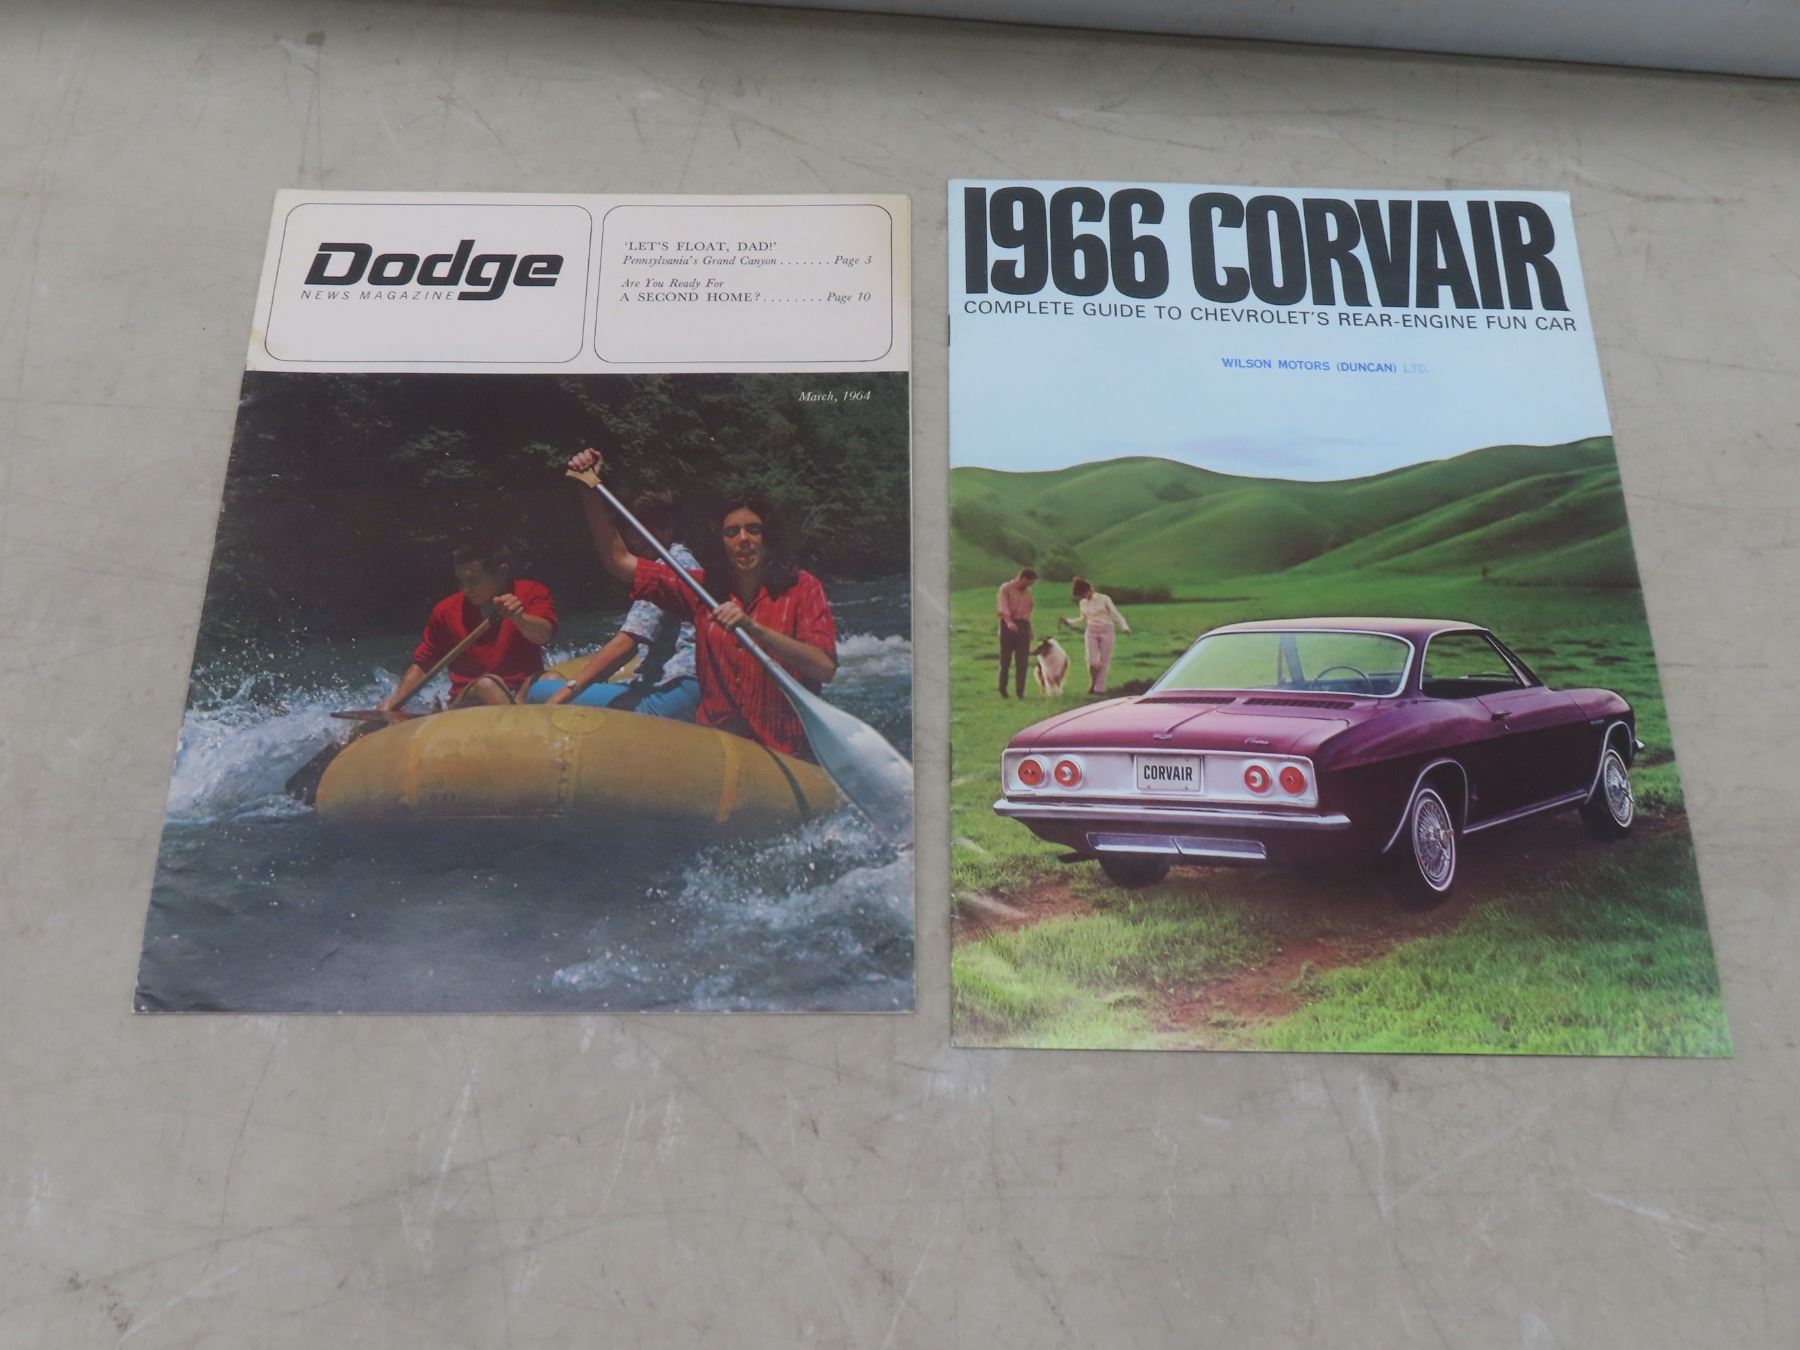 Dodge
NEWS MAGAZINE
'LET'S FLOAT, DAD!'
Pennsylvania's Grand Canyon ....... Page 3
Are You Ready For
A SECOND HOME? ........ Page 10
March, 1964
1966 CORVAIR
COMPLETE GUIDE TO CHEVROLET'S REAR-ENGINE FUN CAR
WILSON MOTORS (DUNCAN) LTD.
CORVAIR